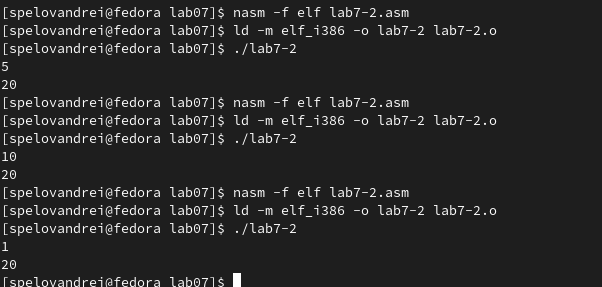 [spelovandrei@fedora lab07]$ nasm -f elf lab7-2.asm
[spelovandrei@fedora lab07]$ ld -m elf_i386 -o lab7-2 lab7-2.o
[spelovandrei@fedora lab07]$ ./lab7-2
5
20
[spelovandrei@fedora lab07]$ nasm -f elf lab7-2.asm
[spelovandrei@fedora lab07]$ ld -m elf_i386 -o lab7-2 lab7-2.o
[spelovandrei@fedora lab07]$ ./lab7-2
10
20
[spelovandrei@fedora lab07]$ nasm -f elf lab7-2.asm
[spelovandrei@fedora lab07]$ ld -m elf_i386 -o lab7-2 lab7-2.o
[spelovandrei@fedora lab07]$ ./lab7-2
1
20
[spelovandrei@fedora lab07]$